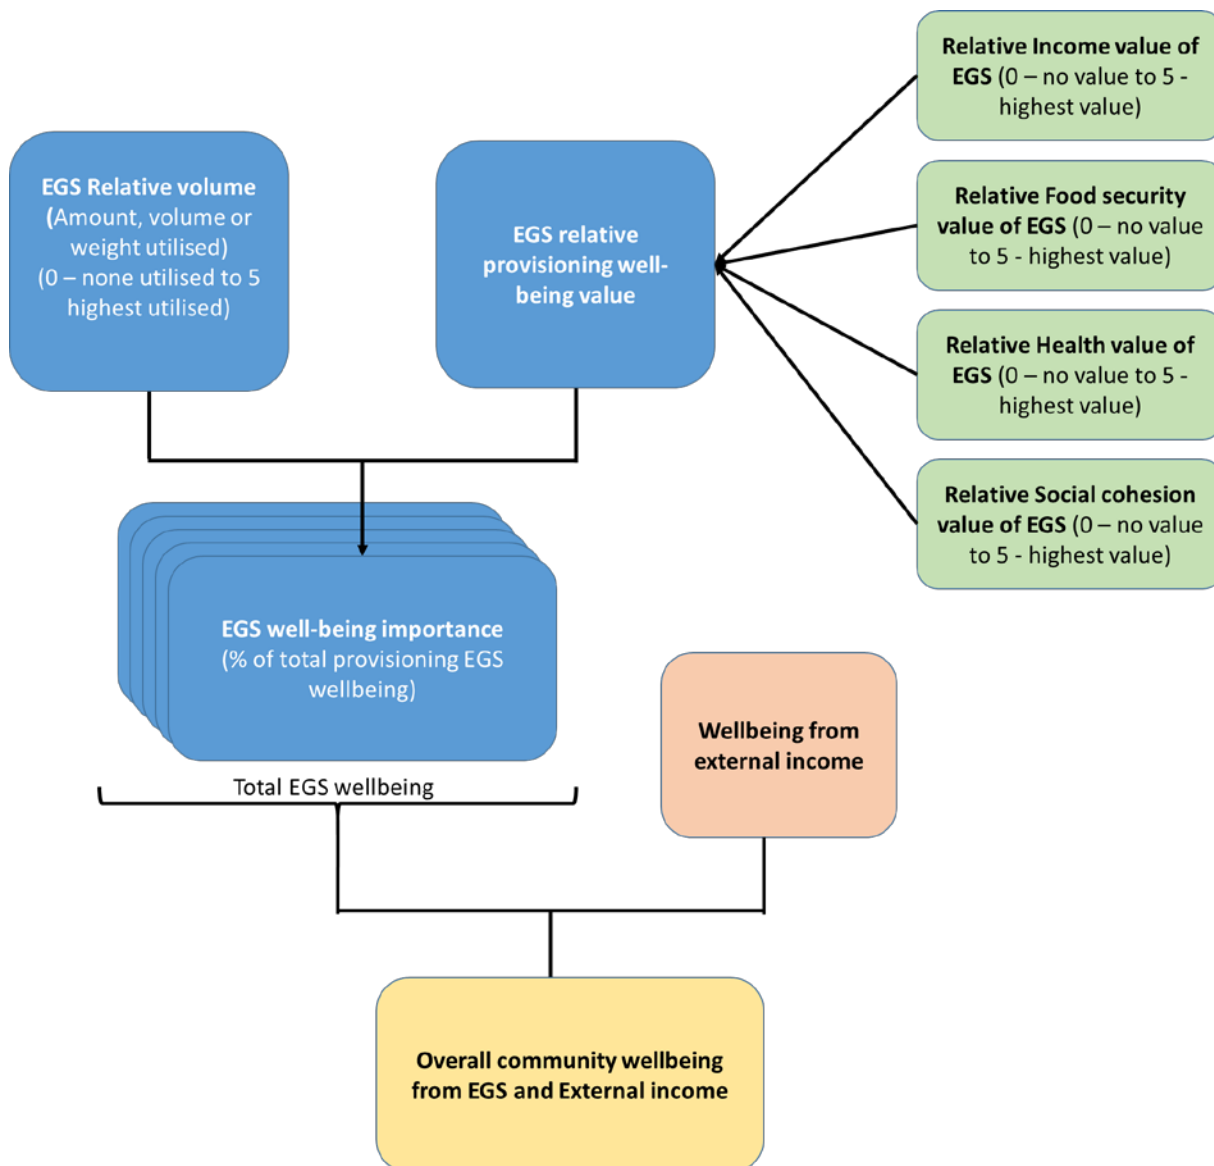 Relative Income value of
EGS (0 – no value to 5 -
highest value)
EGS Relative volume
(Amount, volume or
weight utilised)
(0 – none utilised to 5
highest utilised)
EGS relative
provisioning well-
being value
Relative Food security
value of EGS (0 – no value
to 5 - highest value)
Relative Health value of
EGS (0 – no value to 5 -
highest value)
Relative Social cohesion
value of EGS (0 – no value
to 5 - highest value)
EGS well-being importance
(% of total provisioning EGS
wellbeing)
Total EGS wellbeing
Wellbeing from
external income
Overall community wellbeing
from EGS and External income